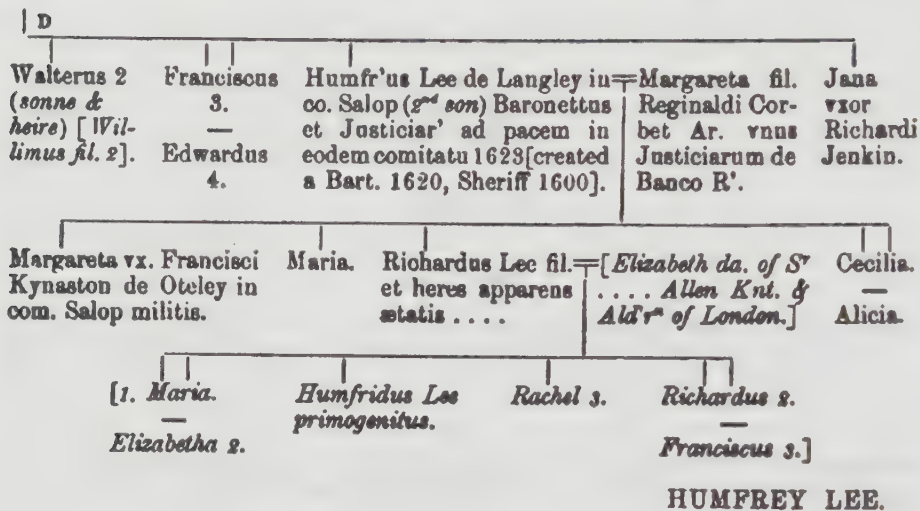 D
Walterus 2
(sonne &
heire) [Wil-
limus fil. 2].
Franciscus
3.
—
Edwardus
4.
Humfr'us Lee de Langley in
co. Salop (2nd son) Baronettus
et Justiciar' ad pacem in
eodem comitatu 1623 [created
a Bart. 1620, Sheriff 1600].
Margareta fil.
Reginaldi Cor-
bet Ar. vnus
Justiciarum de
Banco R'.
Jana
vxor
Richardi
Jenkin.
Margareta vx. Francisci
Kynaston de Oteley in
com. Salop militis.
Maria.
Richardus Lee fil.
et heres apparens
ætatis . . . .
[Elizabeth da. of Sr
. . . . Allen Knt. &
Ald'rn of London.]
Cecilia.
—
Alicia.
[1. Maria.
—
Elizabetha 2.
Humfridus Lee
primogenitus.
Rachel 3.
Richardus 2.
—
Franciscus 3.]
HUMFREY LEE.